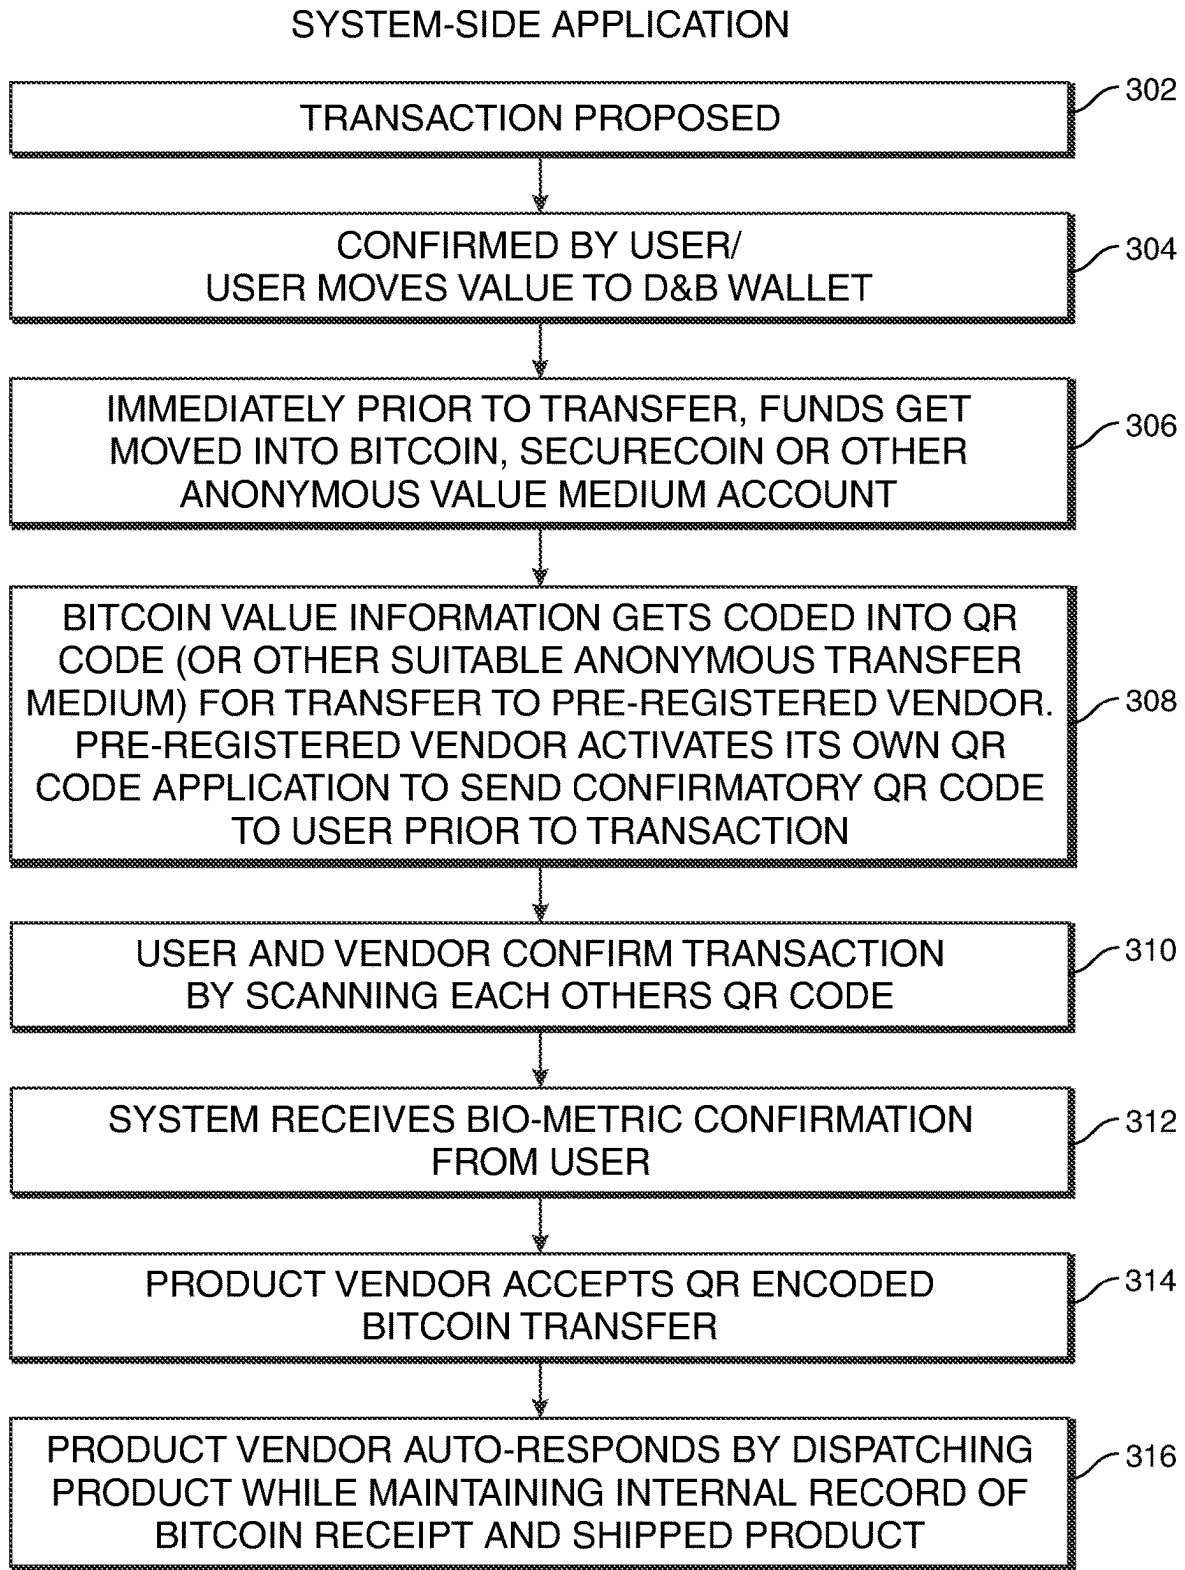 SYSTEM-SIDE APPLICATION
TRANSACTION PROPOSED
302
CONFIRMED BY USER/
USER MOVES VALUE TO D&B WALLET
304
IMMEDIATELY PRIOR TO TRANSFER, FUNDS GET
MOVED INTO BITCOIN, SECURECOIN OR OTHER
ANONYMOUS VALUE MEDIUM ACCOUNT
306
BITCOIN VALUE INFORMATION GETS CODED INTO QR
CODE (OR OTHER SUITABLE ANONYMOUS TRANSFER
MEDIUM) FOR TRANSFER TO PRE-REGISTERED VENDOR.
PRE-REGISTERED VENDOR ACTIVATES ITS OWN QR
CODE APPLICATION TO SEND CONFIRMATORY QR CODE
TO USER PRIOR TO TRANSACTION
308
USER AND VENDOR CONFIRM TRANSACTION
BY SCANNING EACH OTHERS QR CODE
310
SYSTEM RECEIVES BIO-METRIC CONFIRMATION
FROM USER
312
PRODUCT VENDOR ACCEPTS QR ENCODED
BITCOIN TRANSFER
314
PRODUCT VENDOR AUTO-RESPONDS BY DISPATCHING
PRODUCT WHILE MAINTAINING INTERNAL RECORD OF
BITCOIN RECEIPT AND SHIPPED PRODUCT
316